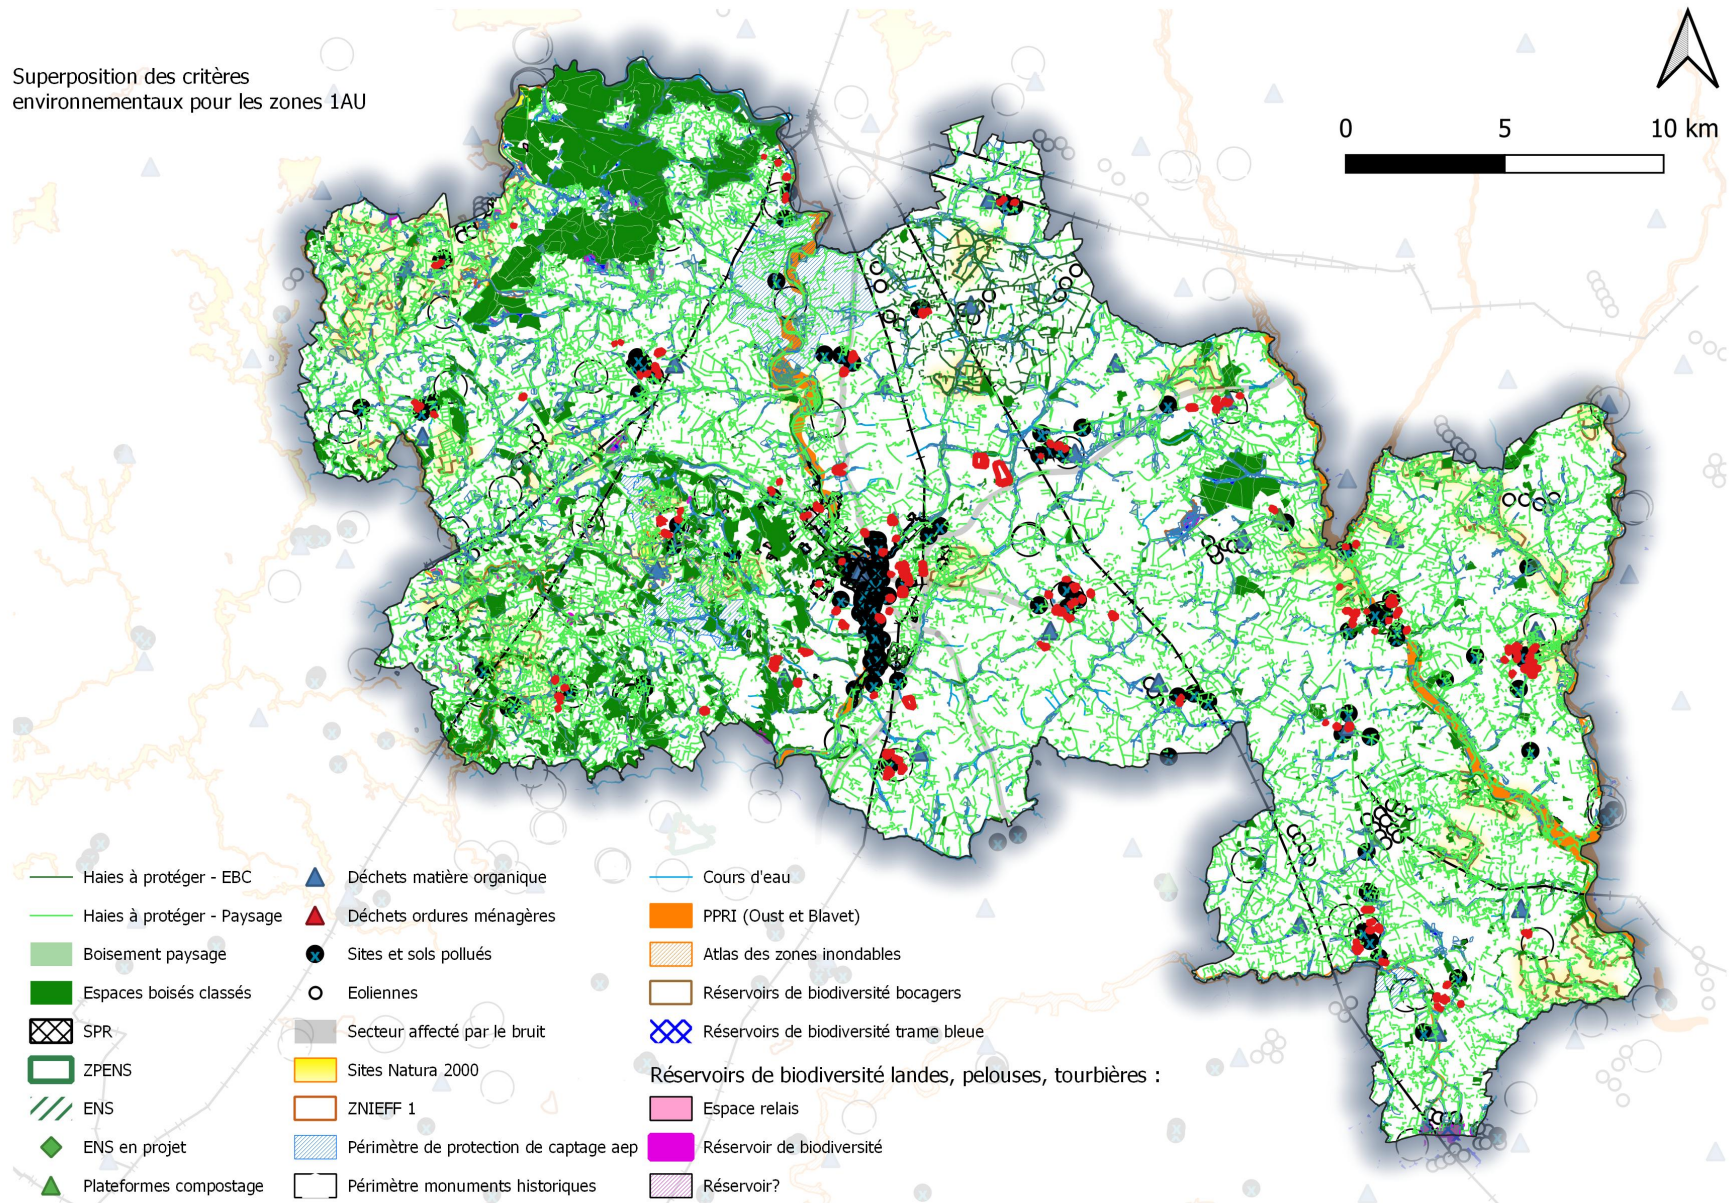 Superposition des critères
environnementaux pour les zones 1AU
0 5 10 km
Haies à protéger - EBC
Haies à protéger - Paysage
Boisement paysage
Espaces boisés classés
SPR
ZPENS
ENS
ENS en projet
Plateformes compostage
Déchets matière organique
Déchets ordures ménagères
Sites et sols pollués
Eoliennes
Secteur affecté par le bruit
Sites Natura 2000
ZNIEFF 1
Périmètre de protection de captage aep
Périmètre monuments historiques
Cours d'eau
PPRI (Oust et Blavet)
Atlas des zones inondables
Réservoirs de biodiversité bocagers
Réservoirs de biodiversité trame bleue
Réservoirs de biodiversité landes, pelouses, tourbières :
Espace relais
Réservoir de biodiversité
Réservoir?